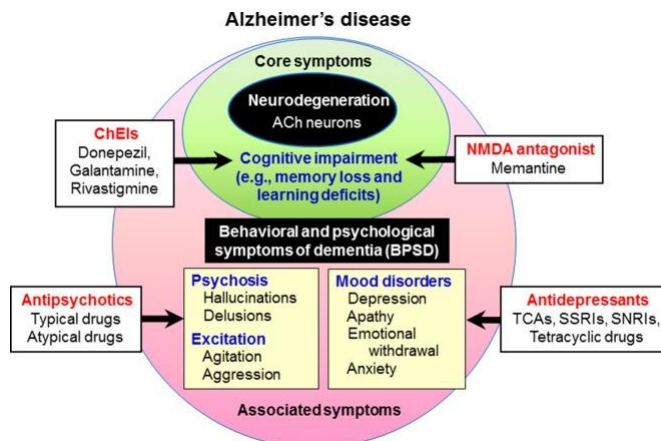 Alzheimer's disease
Core symptoms
Neurodegeneration
ACh neurons
ChEIs
Donepezil,
Galantamine,
Rivastigmine
Cognitive impairment
(e.g., memory loss and
learning deficits)
NMDA antagonist
Memantine
Behavioral and psychological
symptoms of dementia (BPSD)
Antipsychotics
Typical drugs
Atypical drugs
Psychosis
Hallucinations
Delusions
Excitation
Agitation
Aggression
Mood disorders
Depression
Apathy
Emotional
withdrawal
Anxiety
Antidepressants
TCAs, SSRIs, SNRIs,
Tetracyclic drugs
Associated symptoms